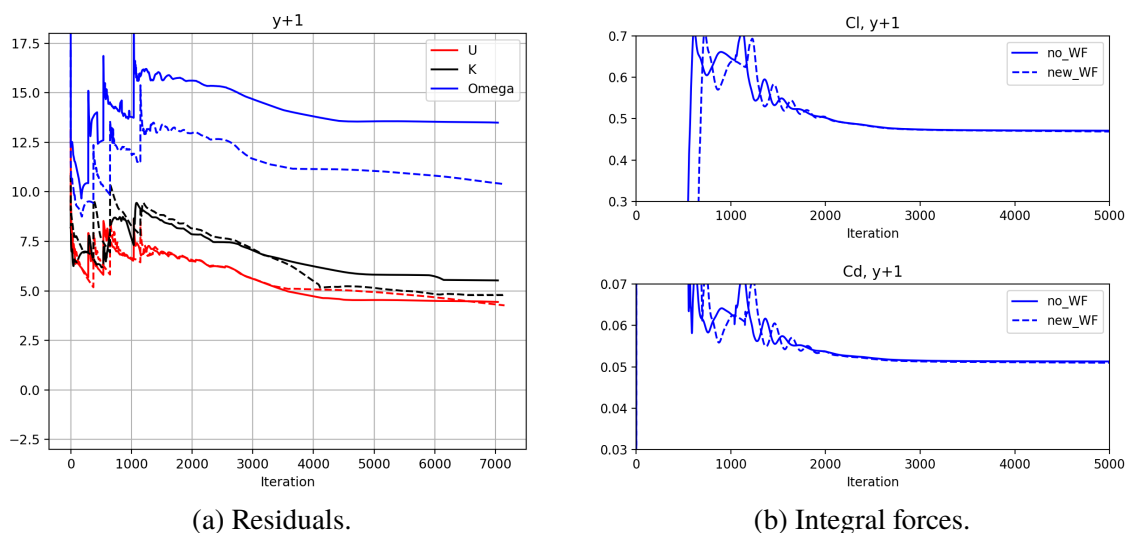 y+1
17.5
15.0
12.5
10.0
7.5
5.0
2.5
0.0
−2.5
0 1000 2000 3000 4000 5000 6000 7000
Iteration
U
K
Omega
(a) Residuals.
Cl, y+1
0.7
0.6
0.5
0.4
0.3
0 1000 2000 3000 4000 5000
Iteration
no_WF
new_WF
Cd, y+1
0.07
0.06
0.05
0.04
0.03
0 1000 2000 3000 4000 5000
Iteration
no_WF
new_WF
(b) Integral forces.